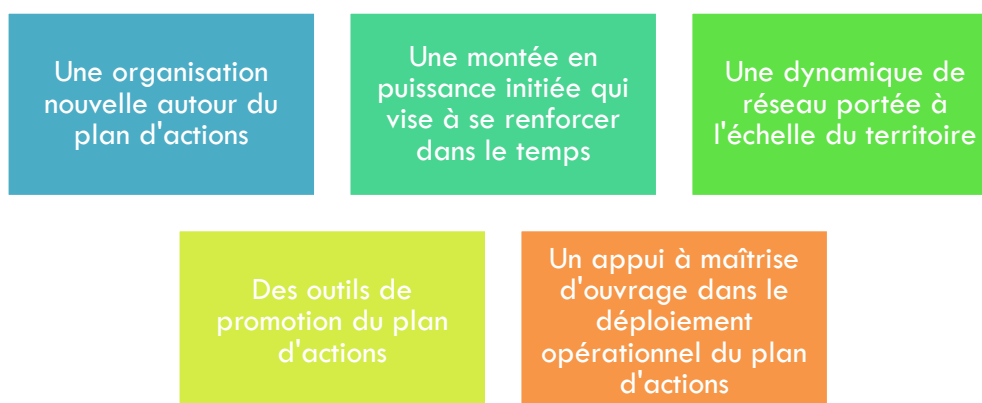 Une organisation
nouvelle autour du
plan d'actions
Une montée en
puissance initiée qui
vise à se renforcer
dans le temps
Une dynamique de
réseau portée à
l'échelle du territoire
Des outils de
promotion du plan
d'actions
Un appui à maîtrise
d'ouvrage dans le
déploiement
opérationnel du plan
d'actions